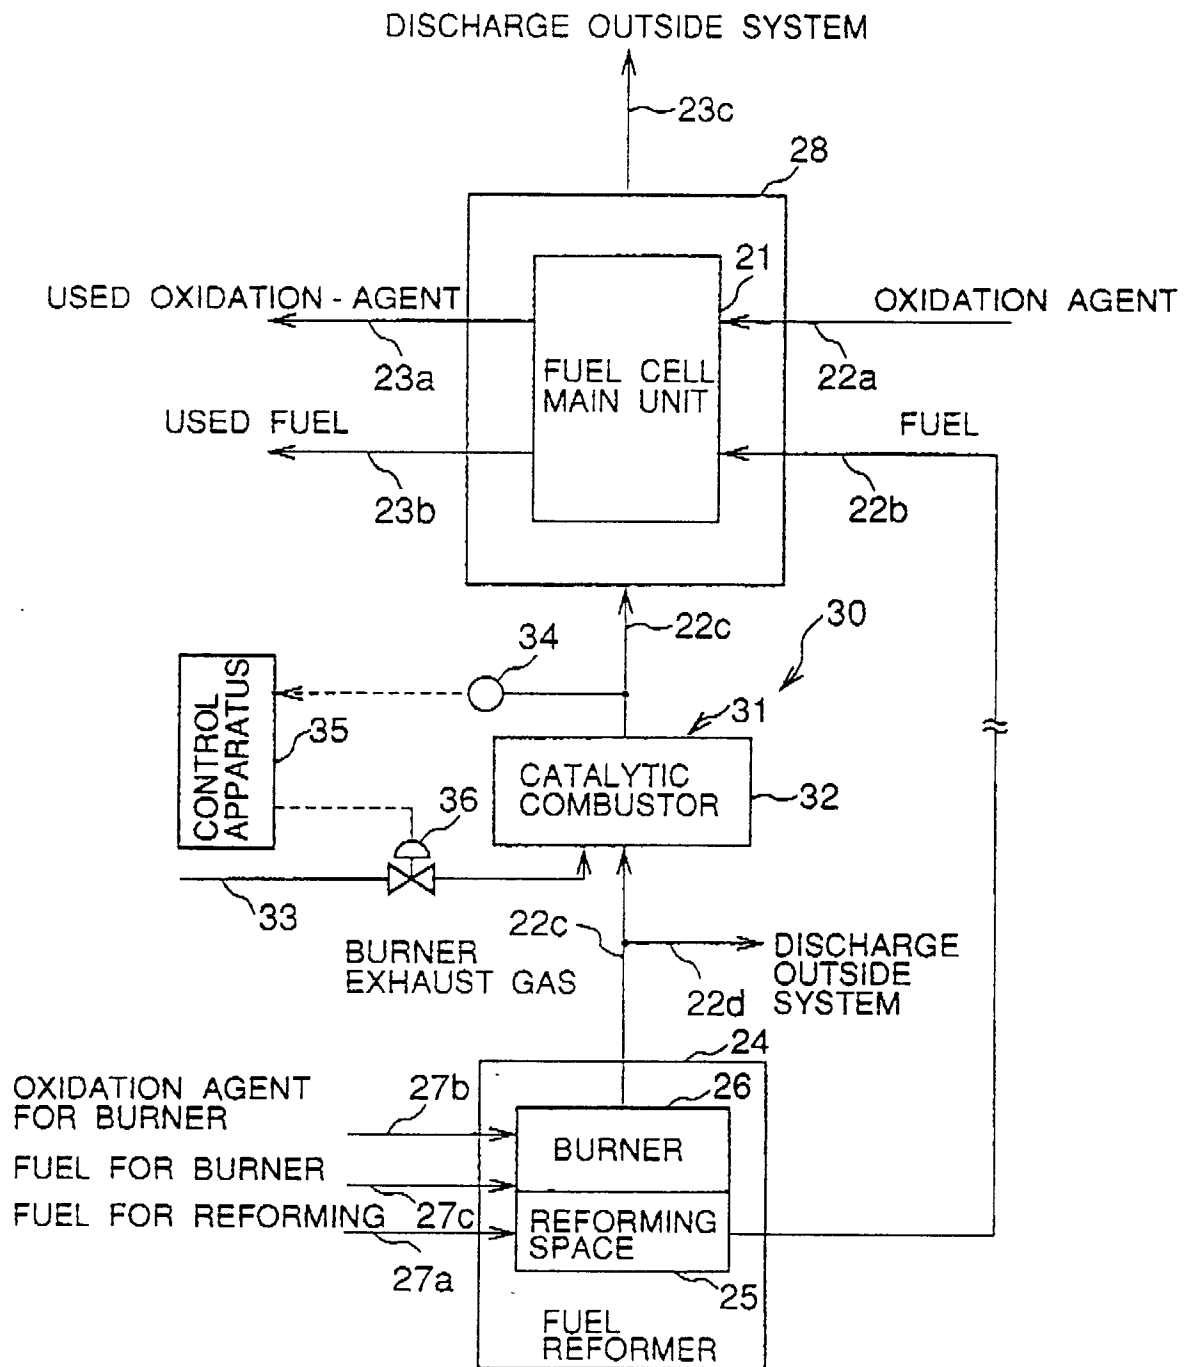 DISCHARGE OUTSIDE SYSTEM
23c
28
21
USED OXIDATION-AGENT
OXIDATION AGENT
23a
FUEL CELL
MAIN UNIT
22a
USED FUEL
FUEL
23b
22b
22c
30
34
CONTROL
APPARATUS
35
31
CATALYTIC
COMBUSTOR
32
36
33
22c
BURNER
EXHAUST GAS
DISCHARGE
OUTSIDE
SYSTEM
22d
24
OXIDATION AGENT
FOR BURNER
27b
26
BURNER
FUEL FOR BURNER
27c
FUEL FOR REFORMING
REFORMING
SPACE
27a
25
FUEL
REFORMER